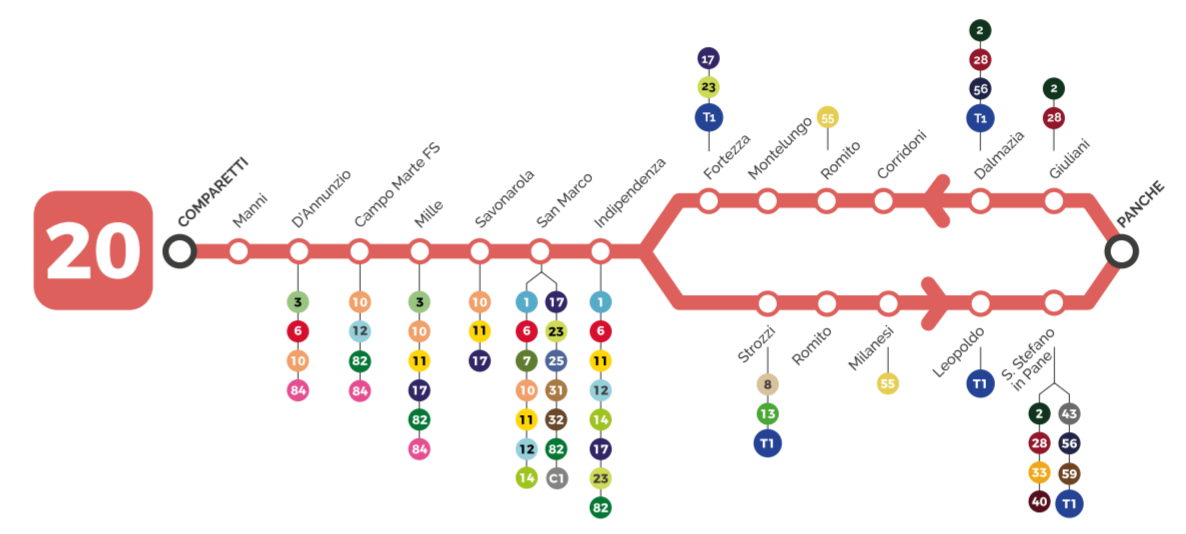 20
COMPARETTI
Manni
D'Annunzio
3
6
10
84
Campo Marte FS
10
12
82
84
Mille
3
10
11
17
82
84
Savonarola
10
11
17
San Marco
1
6
7
10
11
12
14
17
23
25
31
32
82
C1
Indipendenza
1
6
11
12
14
17
23
82
17
23
T1
Fortezza
Montelungo
55
Romito
Corridoni
2
28
56
T1
Dalmazia
2
28
Giuliani
PANCHE
Strozzi
8
13
T1
Romito
Milanesi
55
Leopoldo
T1
S. Stefano
in Pane
2
28
33
40
43
56
59
T1